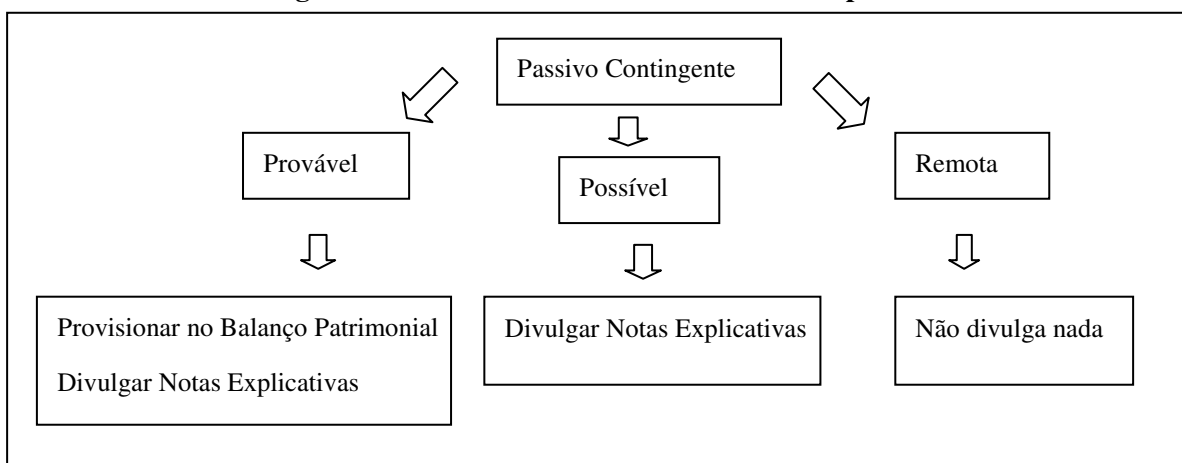 Passivo Contingente
Provável
Possível
Remota
Provisionar no Balanço Patrimonial
Divulgar Notas Explicativas
Divulgar Notas Explicativas
Não divulga nada